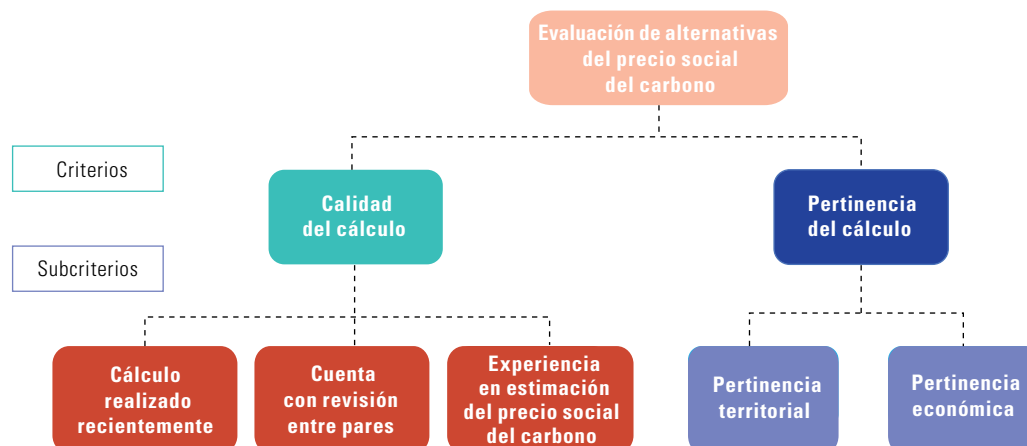 Evaluación de alternativas
del precio social
del carbono
Criterios
Calidad
del cálculo
Pertinencia
del cálculo
Subcriterios
Cálculo
realizado
recientemente
Cuenta
con revisión
entre pares
Experiencia
en estimación
del precio social
del carbono
Pertinencia
territorial
Pertinencia
económica